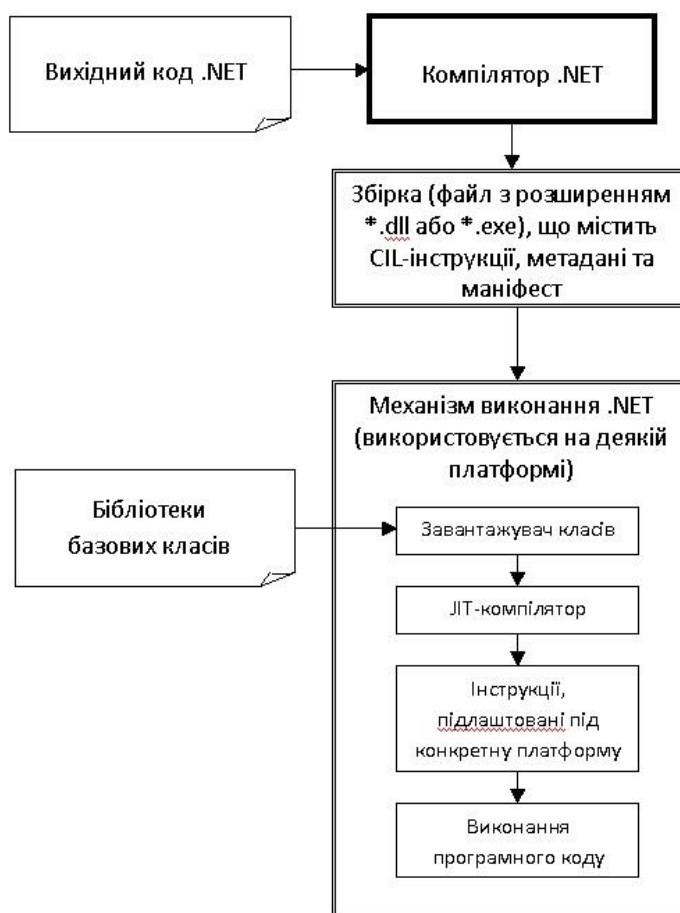 Вихідний код .NET
Компілятор .NET
Збірка (файл з розширенням
*.dll або *.exe), що містить
CIL-інструкції, метадані та
маніфест
Механізм виконання .NET
(використовується на деякій
платформі)
Бібліотеки
базових класів
Завантажувач класів
JIT-компілятор
Інструкції,
підлаштовані під
конкретну платформу
Виконання
програмного коду